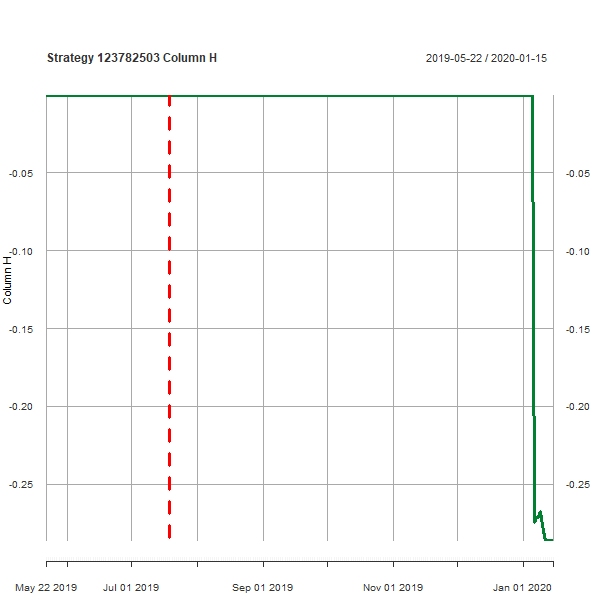 Strategy 123782503 Column H
2019-05-22 / 2020-01-15
-0.05
-0.10
-0.15
-0.20
-0.25
Column H
-0.05
-0.10
-0.15
-0.20
-0.25
May 22 2019
Jul 01 2019
Sep 01 2019
Nov 01 2019
Jan 01 2020